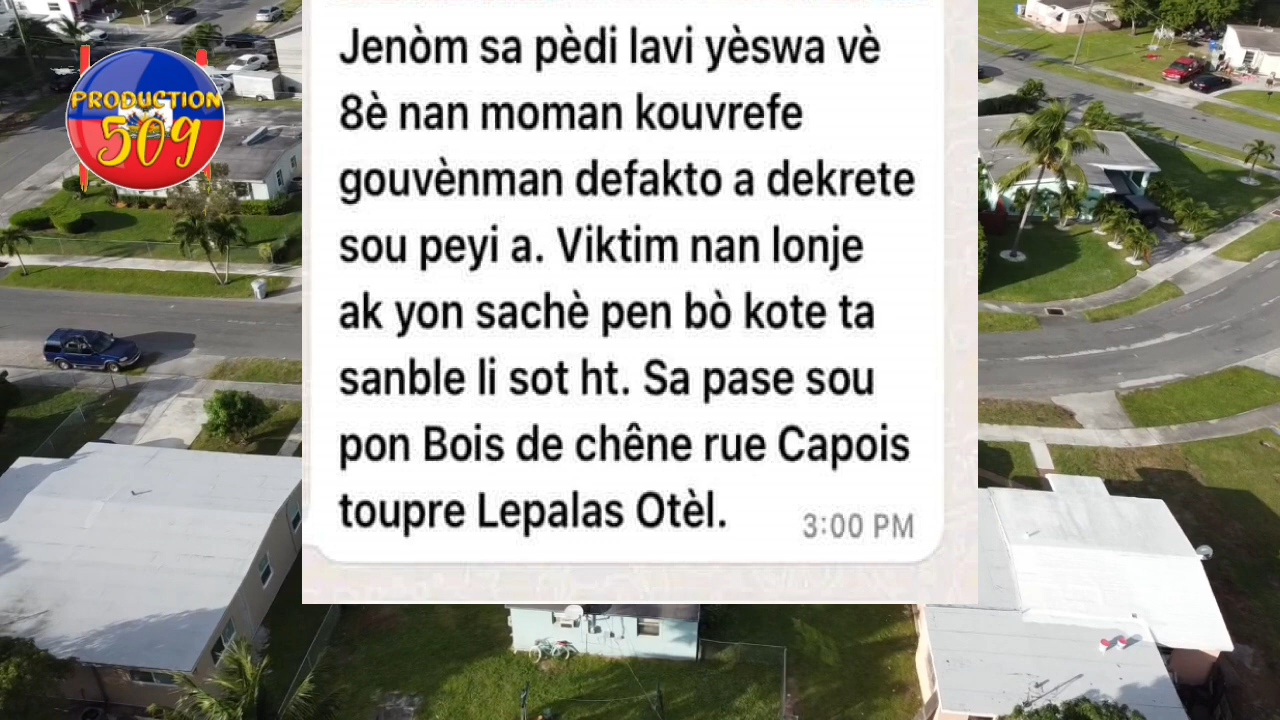 PRODUCTION
509
Jenòm sa pèdi lavi yèswa vè
8è nan moman kouvrefe
gouvènman defakto a dekrete
sou peyi a. Viktim nan lonje
ak yon sachè pen bò kote ta
sanble li sot ht. Sa pase sou
pon Bois de chêne rue Capois
toupre Lepalas Otèl.
3:00 PM